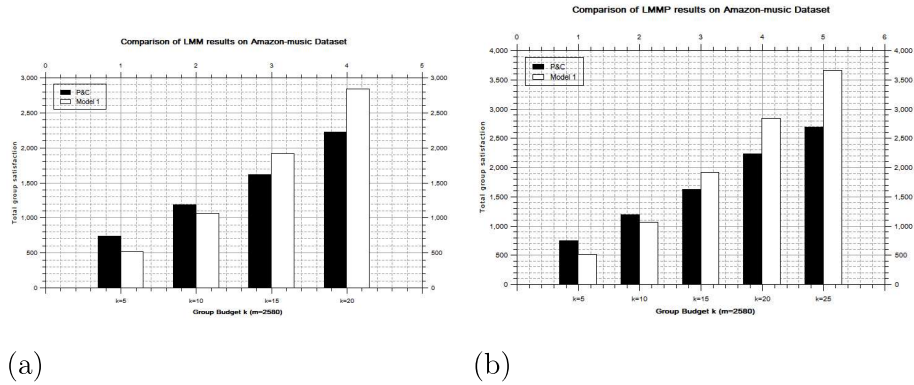 Comparison of LMM results on Amazon-music Dataset
0 1 2 3 4 5
3,000 3,000
P&C
Model 1
2,500 2,500
2,000 2,000
1,500 1,500
1,000 1,000
500 500
0 0
Total group satisfaction
k=5 k=10 k=15 k=20
Group Budget k (m=2580)
(a)
Comparison of LMMP results on Amazon-music Dataset
0 1 2 3 4 5 6
4,000 4,000
P&C
Model 1
3,500 3,500
3,000 3,000
2,500 2,500
2,000 2,000
1,500 1,500
1,000 1,000
500 500
0 0
Total group satisfaction
k=5 k=10 k=15 k=20 k=25
Group Budget k (m=2580)
(b)